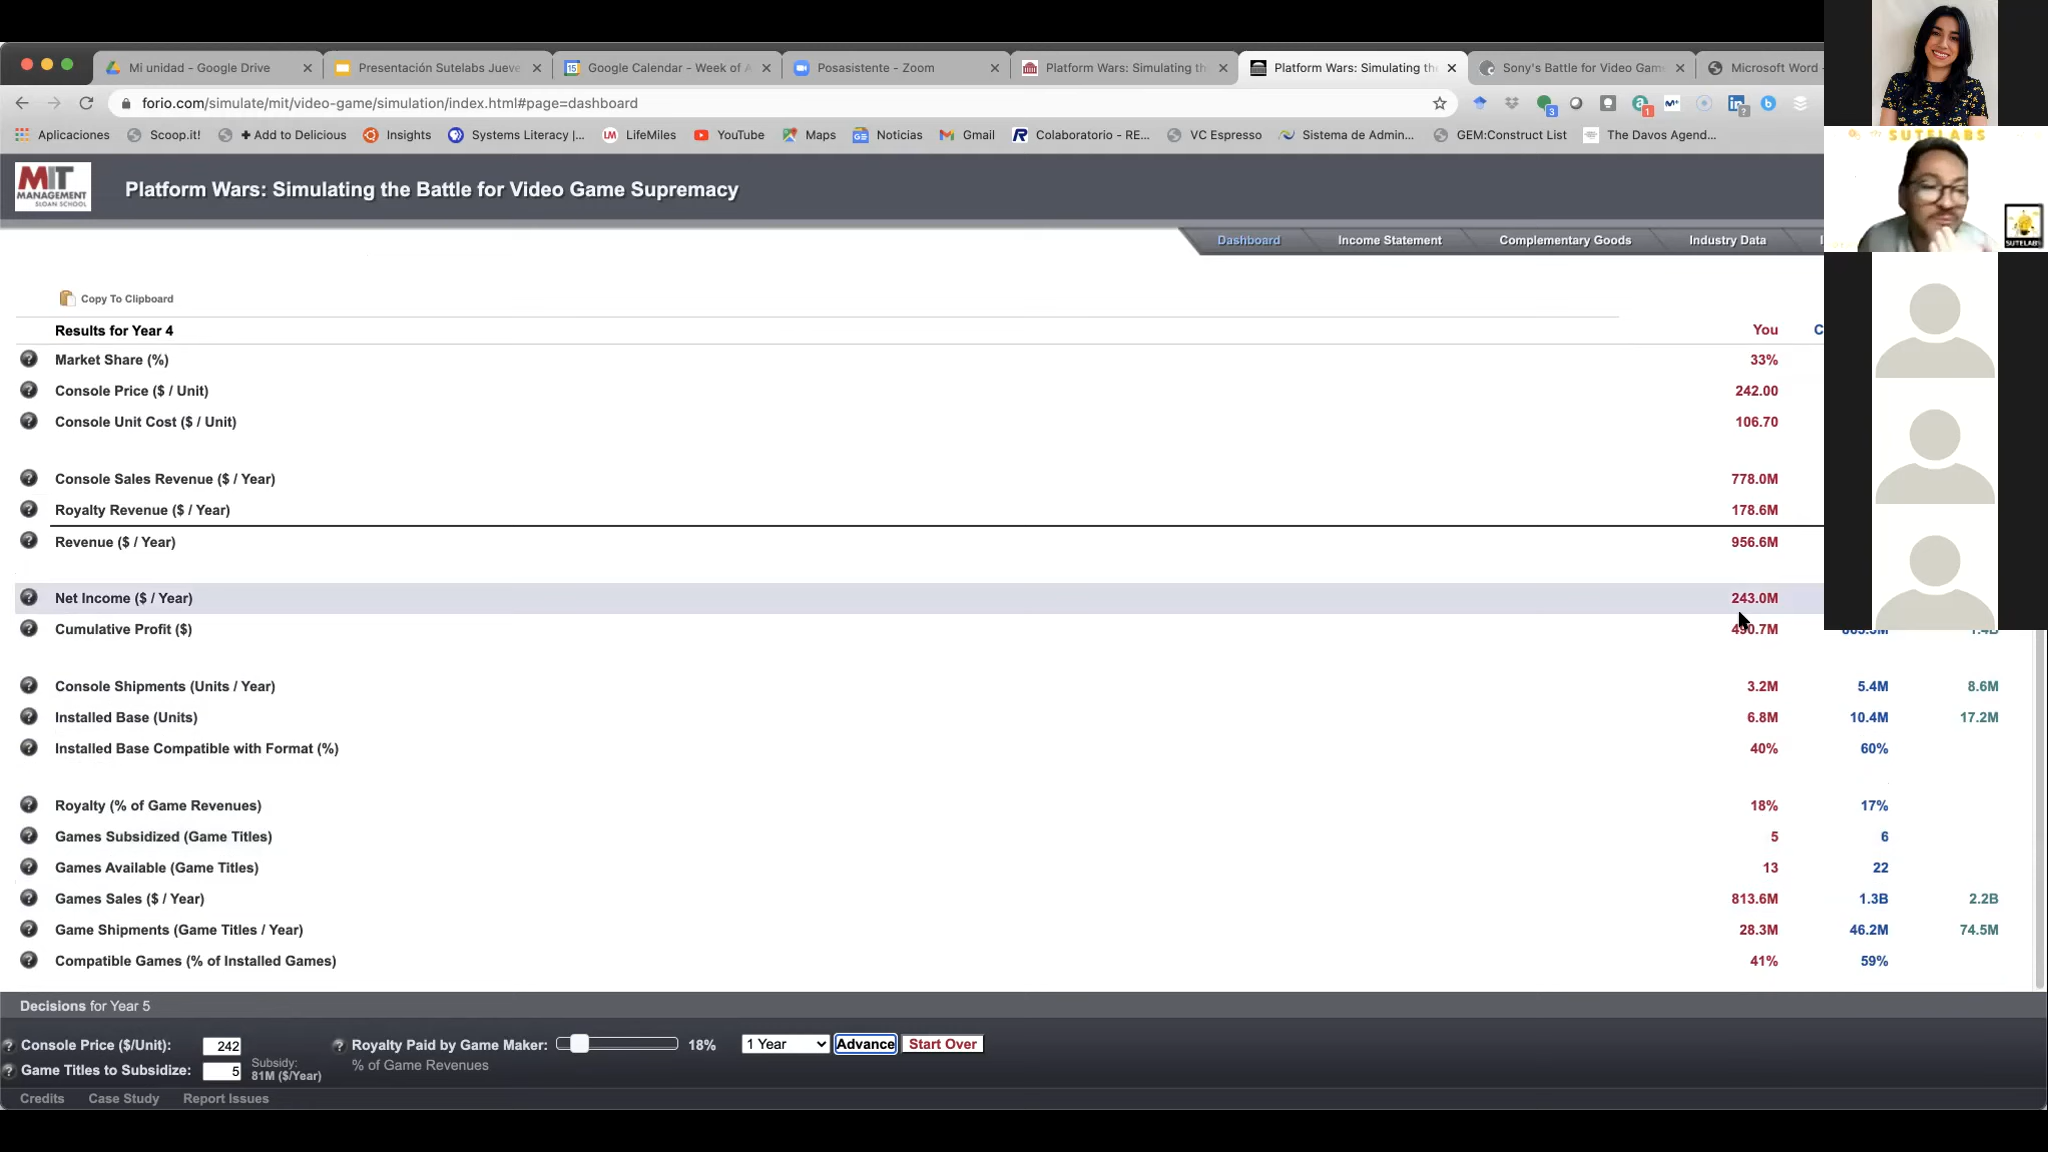 Mi unidad - Google Drive
Presentación Sutelabs Jueve
Google Calendar - Week of A
Posasistente - Zoom
Platform Wars: Simulating th
Platform Wars: Simulating the
Sony's Battle for Video Gam
Microsoft Word -
forio.com/simulate/mit/video-game/simulation/index.html#page=dashboard
Aplicaciones
Scoop.it!
+ Add to Delicious
Insights
Systems Literacy |...
LifeMiles
YouTube
Maps
Noticias
Gmail
Colaboratorio - RE...
VC Espresso
Sistema de Admin...
GEM:Construct List
The Davos Agend...
SUTELABS
MIT
MANAGEMENT
SLOAN SCHOOL
Platform Wars: Simulating the Battle for Video Game Supremacy
SUTELABS
Dashboard Income Statement Complementary Goods Industry Data
Copy To Clipboard
Results for Year 4 You C
Market Share (%) 33%
Console Price ($ / Unit) 242.00
Console Unit Cost ($ / Unit) 106.70
Console Sales Revenue ($ / Year) 778.0M
Royalty Revenue ($ / Year) 178.6M
Revenue ($ / Year) 956.6M
Net Income ($ / Year) 243.0M
Cumulative Profit ($) 490.7M
Console Shipments (Units / Year) 3.2M 5.4M 8.6M
Installed Base (Units) 6.8M 10.4M 17.2M
Installed Base Compatible with Format (%) 40% 60%
Royalty (% of Game Revenues) 18% 17%
Games Subsidized (Game Titles) 5 6
Games Available (Game Titles) 13 22
Games Sales ($ / Year) 813.6M 1.3B 2.2B
Game Shipments (Game Titles / Year) 28.3M 46.2M 74.5M
Compatible Games (% of Installed Games) 41% 59%
Decisions for Year 5
Console Price ($/Unit): 242 Royalty Paid by Game Maker: 18% 1 Year Advance Start Over
Game Titles to Subsidize: 5 Subsidy: 81M ($/Year) % of Game Revenues
Credits Case Study Report Issues